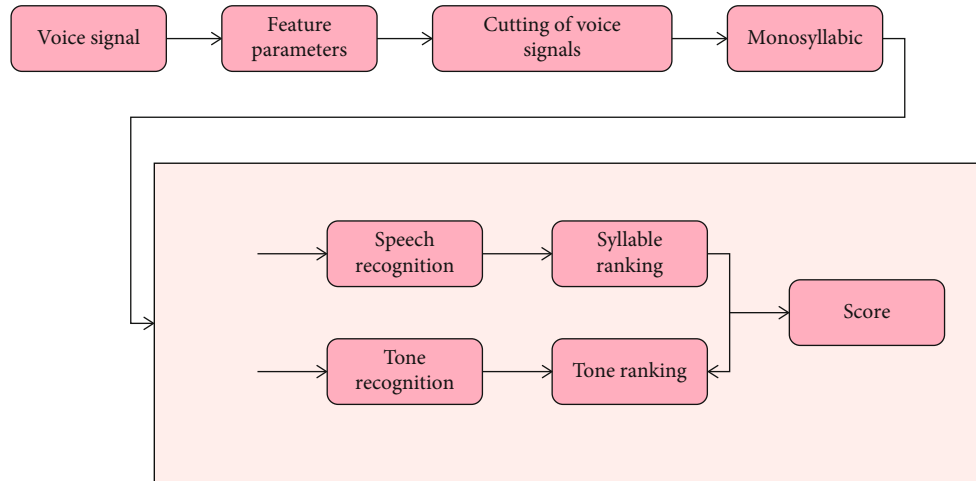 Voice signal
Feature
parameters
Cutting of voice
signals
Monosyllabic
Speech
recognition
Syllable
ranking
Score
Tone
recognition
Tone ranking